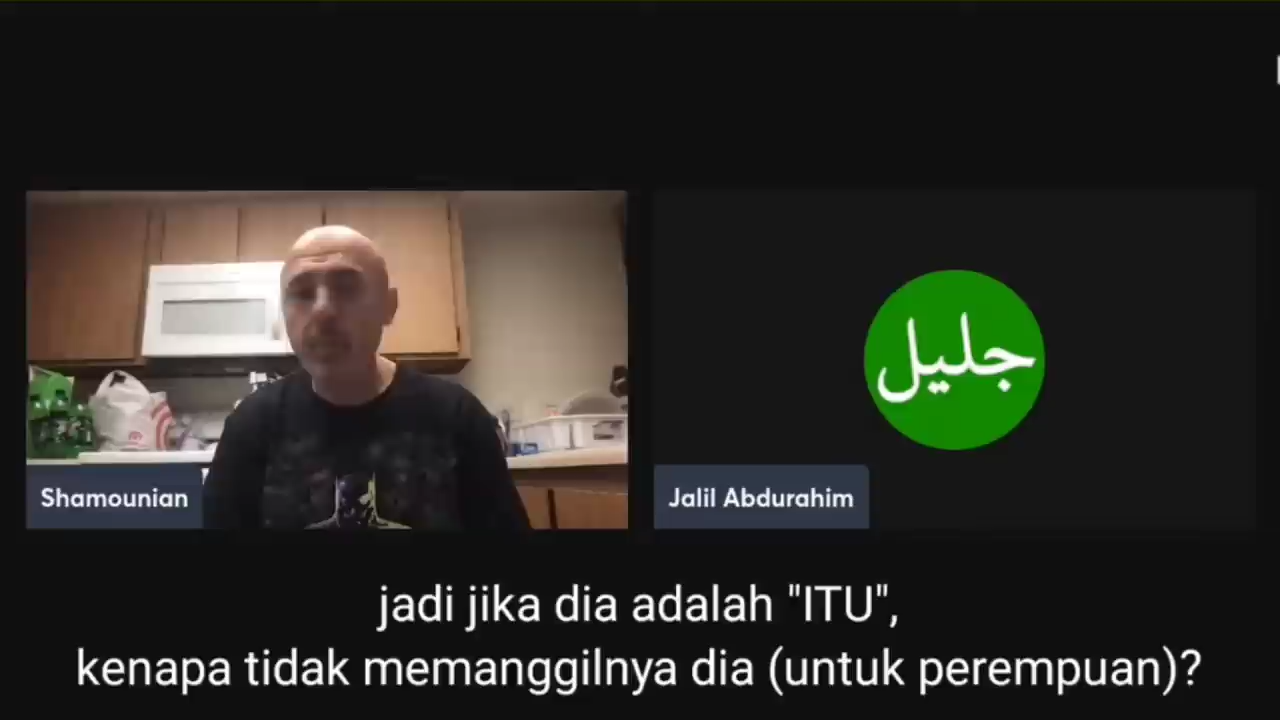 جليل
Shamounian
Jalil Abdurahim
jadi jika dia adalah "ITU",
kenapa tidak memanggilnya dia (untuk perempuan)?